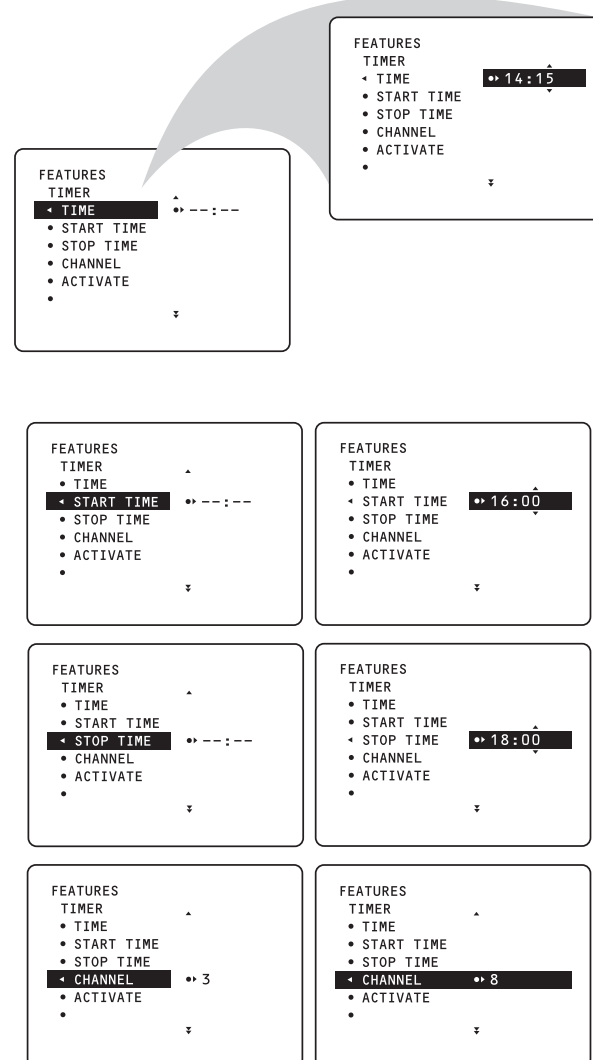 FEATURES
TIMER
TIME 14:15
START TIME
STOP TIME
CHANNEL
ACTIVATE
FEATURES
TIMER
TIME --:--
START TIME
STOP TIME
CHANNEL
ACTIVATE
FEATURES
TIMER
TIME
START TIME --:--
STOP TIME
CHANNEL
ACTIVATE
FEATURES
TIMER
TIME
START TIME 16:00
STOP TIME
CHANNEL
ACTIVATE
FEATURES
TIMER
TIME
START TIME
STOP TIME --:--
CHANNEL
ACTIVATE
FEATURES
TIMER
TIME
START TIME
STOP TIME 18:00
CHANNEL
ACTIVATE
FEATURES
TIMER
TIME
START TIME
STOP TIME
CHANNEL 3
ACTIVATE
FEATURES
TIMER
TIME
START TIME
STOP TIME
CHANNEL 8
ACTIVATE